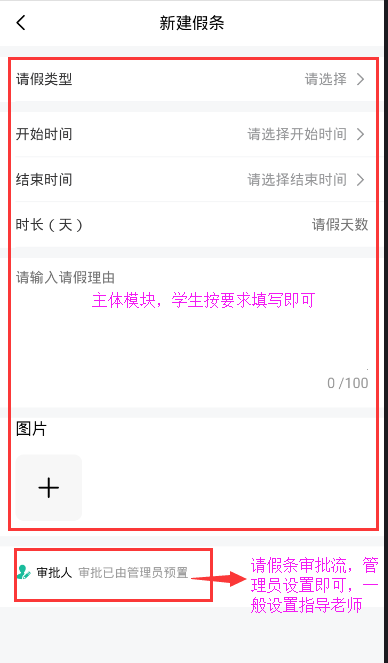 新建假条
请假类型 请选择
开始时间 请选择开始时间
结束时间 请选择结束时间
时长（天） 请假天数
请输入请假理由
主体模块，学生按要求填写即可
0 /100
图片
审批人 审批已由管理员预置
请假条审批流，管
理员设置即可，一
般设置指导老师